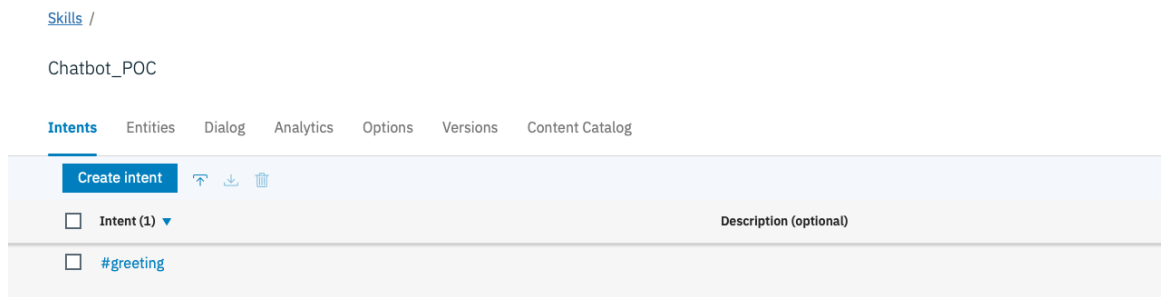 Skills /
Chatbot_POC
Intents Entities Dialog Analytics Options Versions Content Catalog
Create intent
Intent (1) Description (optional)
#greeting